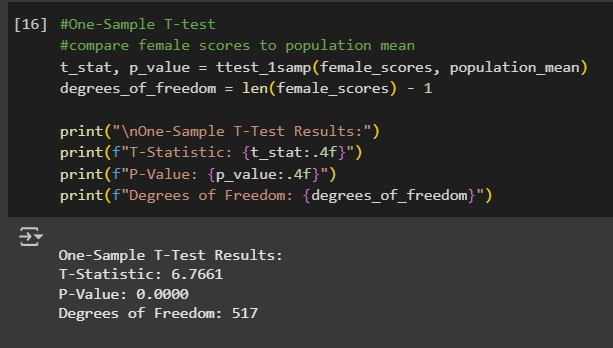 [16] #One-Sample T-test
#compare female scores to population mean
t_stat, p_value = ttest_1samp(female_scores, population_mean)
degrees_of_freedom = len(female_scores) - 1
print("\nOne-Sample T-Test Results:")
print(f"T-Statistic: {t_stat:.4f}")
print(f"P-Value: {p_value:.4f}")
print(f"Degrees of Freedom: {degrees_of_freedom}")
One-Sample T-Test Results:
T-Statistic: 6.7661
P-Value: 0.0000
Degrees of Freedom: 517